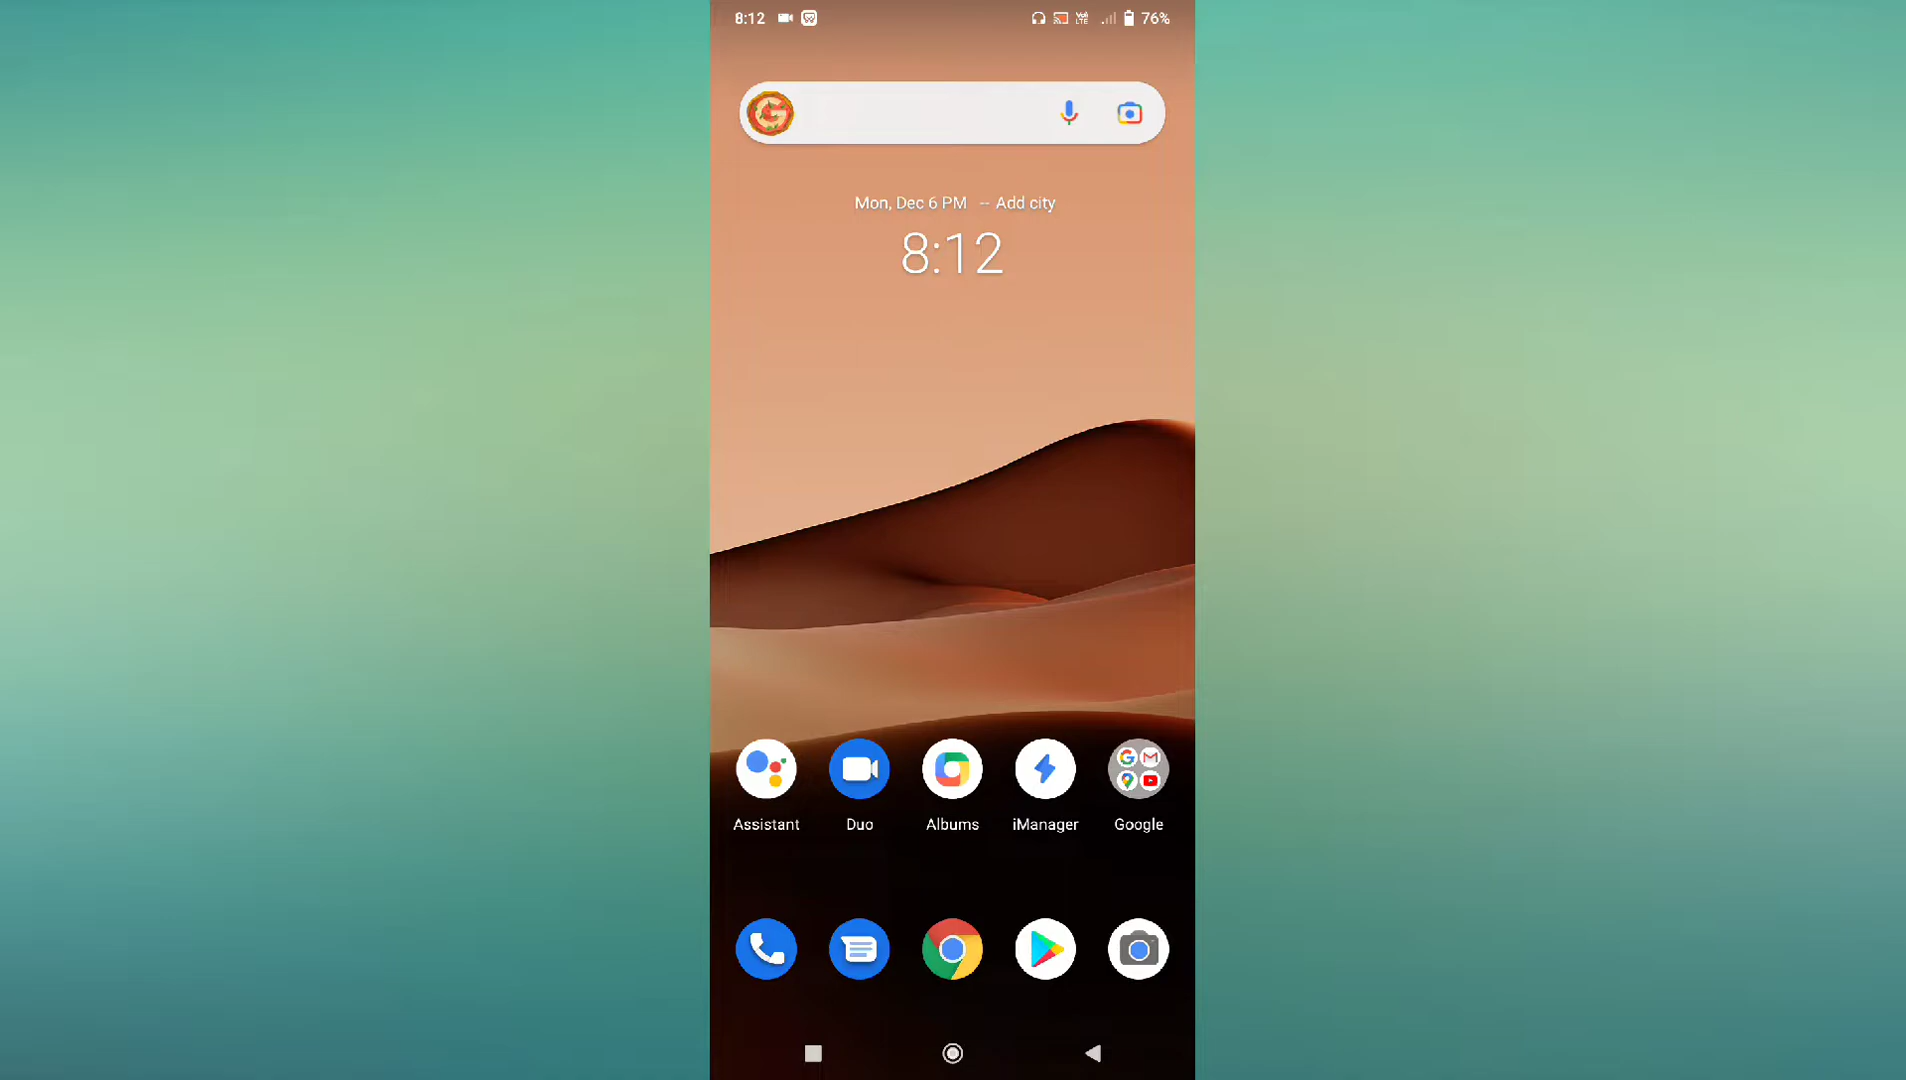 8:12 76%
Mon, Dec 6 PM -- Add city
8:12
Assistant Duo Albums iManager Google